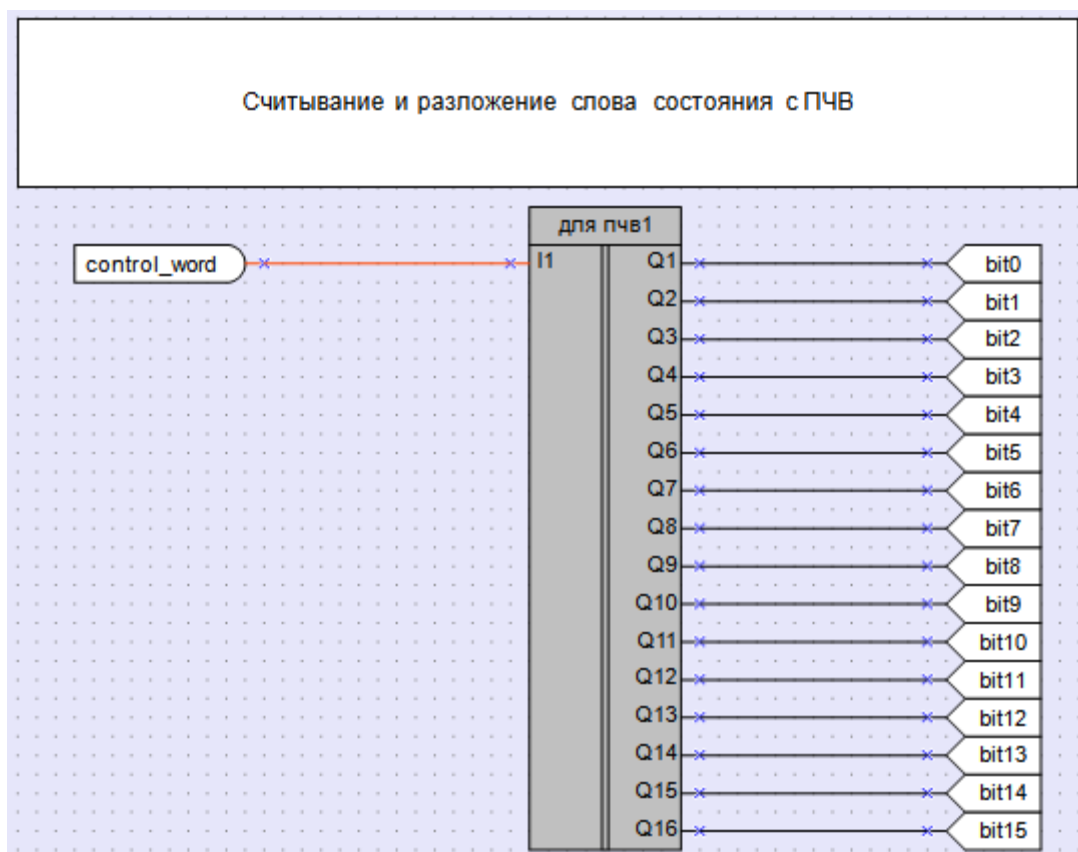 Считывание и разложение слова состояния с ПЧВ
для пчв1
control_word I1 Q1 bit0
Q2 bit1
Q3 bit2
Q4 bit3
Q5 bit4
Q6 bit5
Q7 bit6
Q8 bit7
Q9 bit8
Q10 bit9
Q11 bit10
Q12 bit11
Q13 bit12
Q14 bit13
Q15 bit14
Q16 bit15